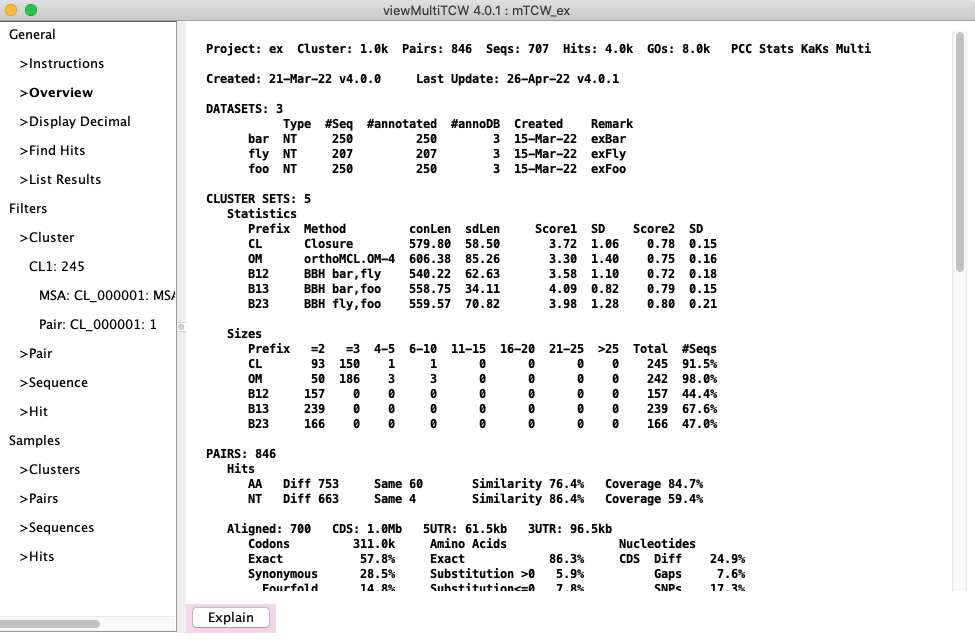 viewMultiTCW 4.0.1 : mTCW_ex
General
>Instructions
>Overview
>Display Decimal
>Find Hits
>List Results
Filters
>Cluster
CL1: 245
MSA: CL_000001: MSA
Pair: CL_000001: 1
>Pair
>Sequence
>Hit
Samples
>Clusters
>Pairs
>Sequences
>Hits
Project: ex  Cluster: 1.0k  Pairs: 846  Seqs: 707  Hits: 4.0k  GOs: 8.0k   PCC Stats KaKs Multi
Created: 21-Mar-22 v4.0.0     Last Update: 26-Apr-22 v4.0.1
DATASETS: 3
Type  #Seq  #annotated  #annoDB  Created    Remark
bar  NT     250         250        3  15-Mar-22  exBar
fly  NT     207         207        3  15-Mar-22  exFly
foo  NT     250         250        3  15-Mar-22  exFoo
CLUSTER SETS: 5
Statistics
Prefix  Method         conLen  sdLen     Score1  SD    Score2  SD
CL      Closure        579.80  58.50       3.72  1.06    0.78  0.15
OM      orthoMCL.OM-4  606.38  85.26       3.30  1.40    0.75  0.16
B12     BBH bar,fly    540.22  62.63       3.58  1.10    0.72  0.18
B13     BBH bar,foo    558.75  34.11       4.09  0.82    0.79  0.15
B23     BBH fly,foo    559.57  70.82       3.98  1.28    0.80  0.21
Sizes
Prefix   =2   =3  4-5  6-10  11-15  16-20  21-25  >25  Total  #Seqs
CL       93  150    1     1      0      0      0    0    245  91.5%
OM       50  186    3     3      0      0      0    0    242  98.0%
B12     157    0    0     0      0      0      0    0    157  44.4%
B13     239    0    0     0      0      0      0    0    239  67.6%
B23     166    0    0     0      0      0      0    0    166  47.0%
PAIRS: 846
Hits
AA   Diff 753     Same 60       Similarity 76.4%   Coverage 84.7%
NT   Diff 663     Same 4        Similarity 86.4%   Coverage 59.4%
Aligned: 700   CDS: 1.0Mb   5UTR: 61.5kb   3UTR: 96.5kb
Codons         311.0k     Amino Acids                Nucleotides
Exact           57.8%     Exact            86.3%     CDS  Diff    24.9%
Synonymous      28.5%     Substitution >0   5.9%          Gaps     7.6%
Fourfold      14.8%     Substitution<=0   7.8%          SNPs    17.3%
Explain